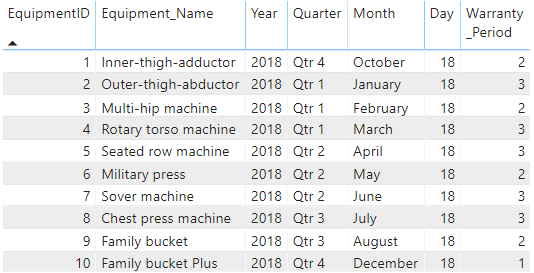 EquipmentID Equipment_Name Year Quarter Month Day Warranty
_Period
1 Inner-thigh-adductor 2018 Qtr 4 October 18 2
2 Outer-thigh-abductor 2018 Qtr 1 January 18 3
3 Multi-hip machine 2018 Qtr 1 February 18 2
4 Rotary torso machine 2018 Qtr 1 March 18 3
5 Seated row machine 2018 Qtr 2 April 18 3
6 Military press 2018 Qtr 2 May 18 2
7 Sover machine 2018 Qtr 2 June 18 3
8 Chest press machine 2018 Qtr 3 July 18 3
9 Family bucket 2018 Qtr 3 August 18 2
10 Family bucket Plus 2018 Qtr 4 December 18 1